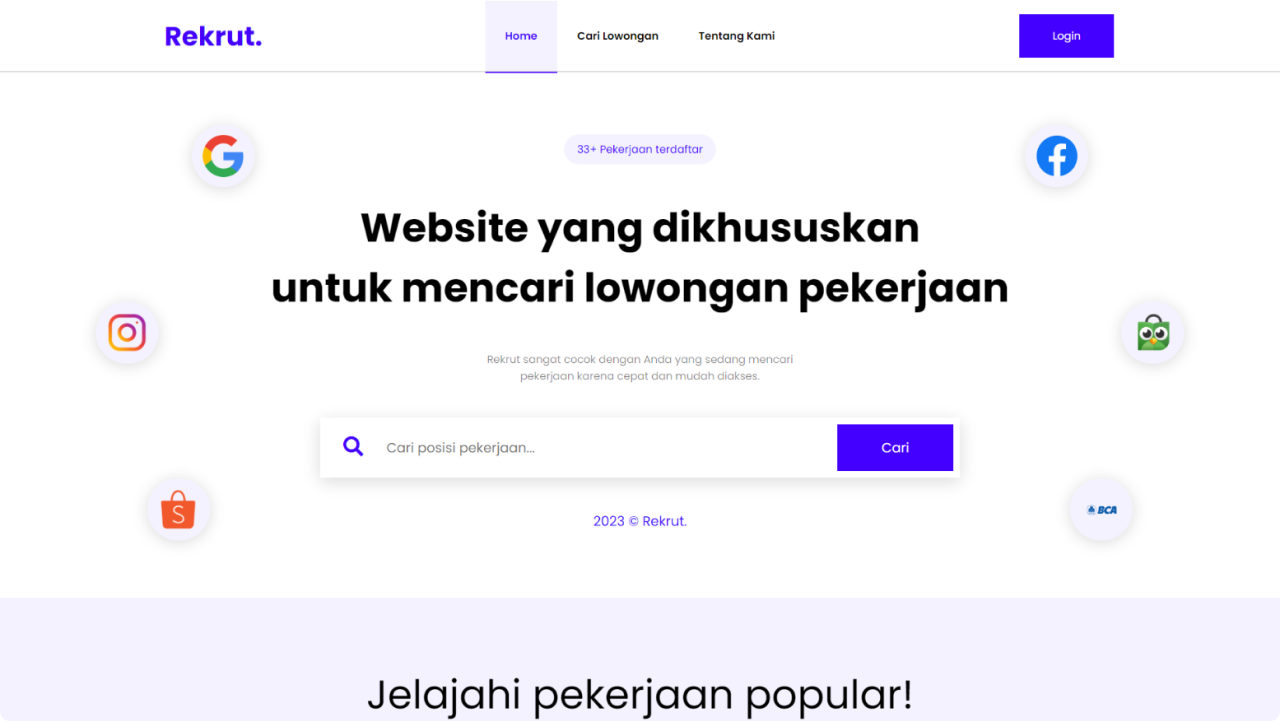 Rekrut.
Home
Cari Lowongan
Tentang Kami
Login
33+ Pekerjaan terdaftar
Website yang dikhususkan
untuk mencari lowongan pekerjaan
Rekrut sangat cocok dengan Anda yang sedang mencari
pekerjaan karena cepat dan mudah diakses.
Cari posisi pekerjaan...
Cari
S
BCA
2023 © Rekrut.
Jelajahi pekerjaan popular!